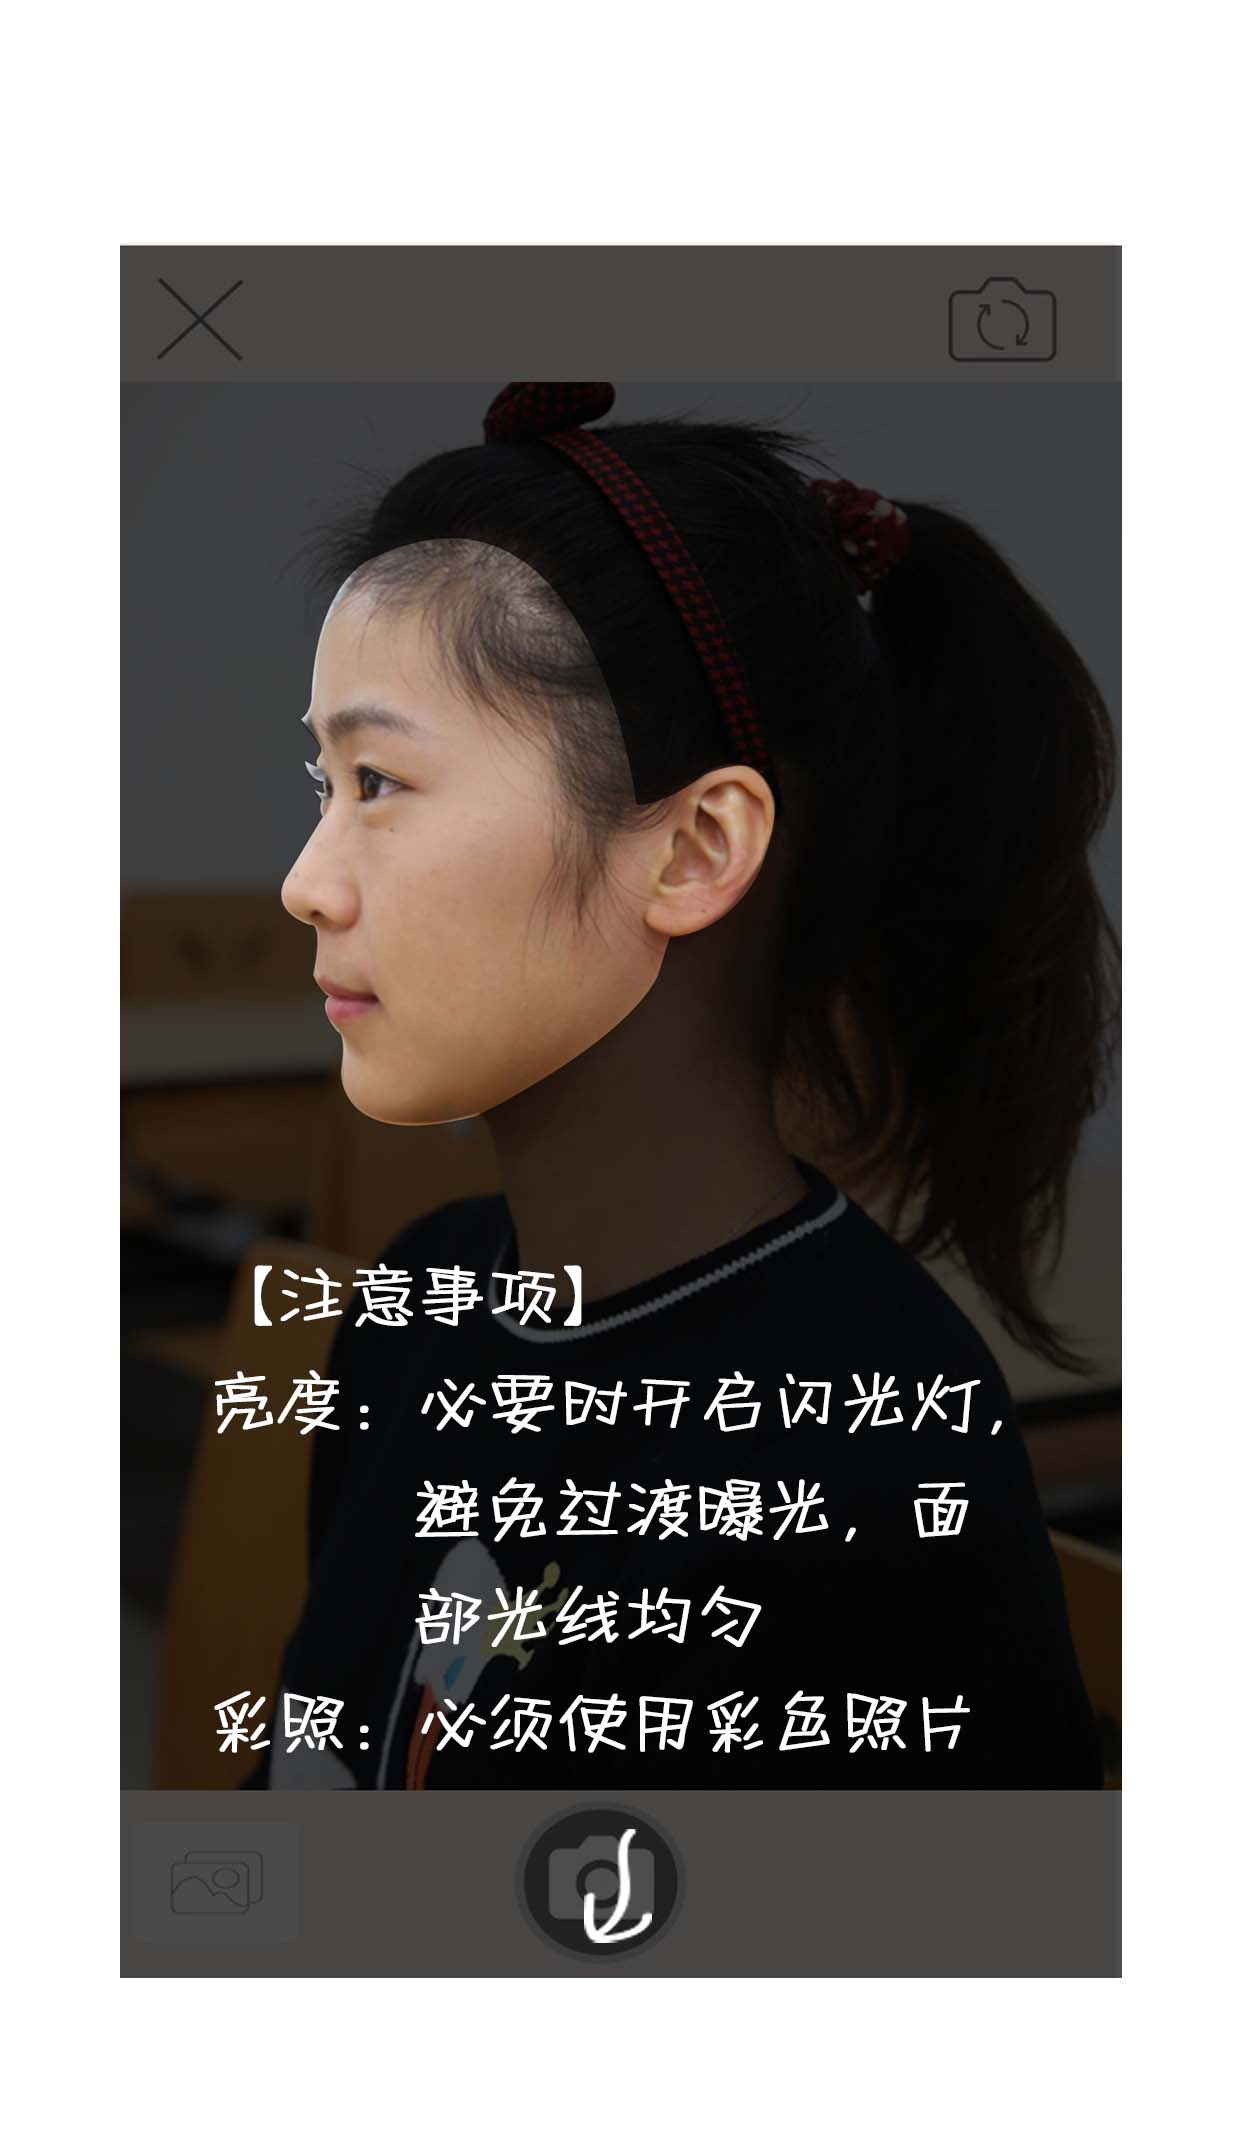 【注意事项】
亮度：必要时开启闪光灯，
避免过渡曝光，面
部光线均匀
彩照：必须使用彩色照片